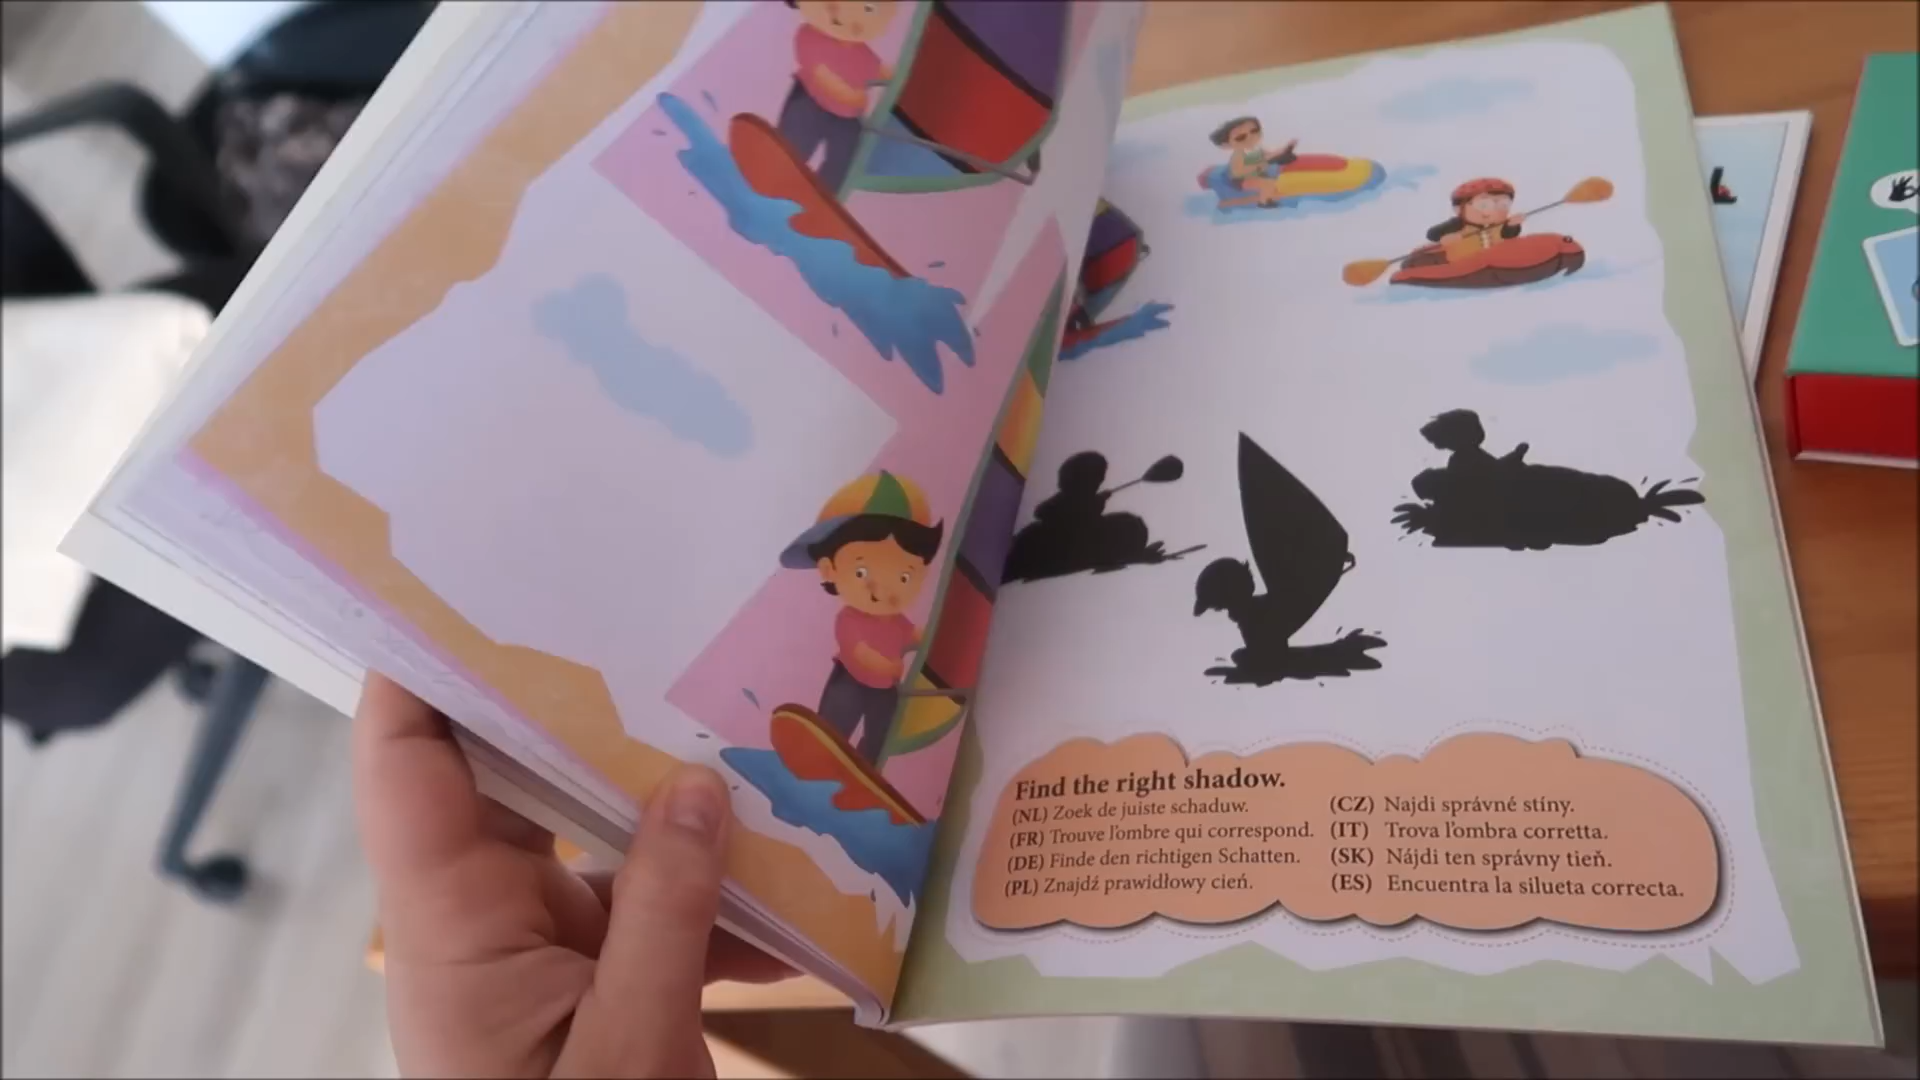 Find the right shadow.
(NL) Zoek de juiste schaduw.
(FR) Trouve l'ombre qui correspond.
(DE) Finde den richtigen Schatten.
(PL) Znajdź prawidłowy cień.
(CZ) Najdi správné stíny.
(IT) Trova l'ombra corretta.
(SK) Nájdi ten správny tieň.
(ES) Encuentra la silueta correcta.